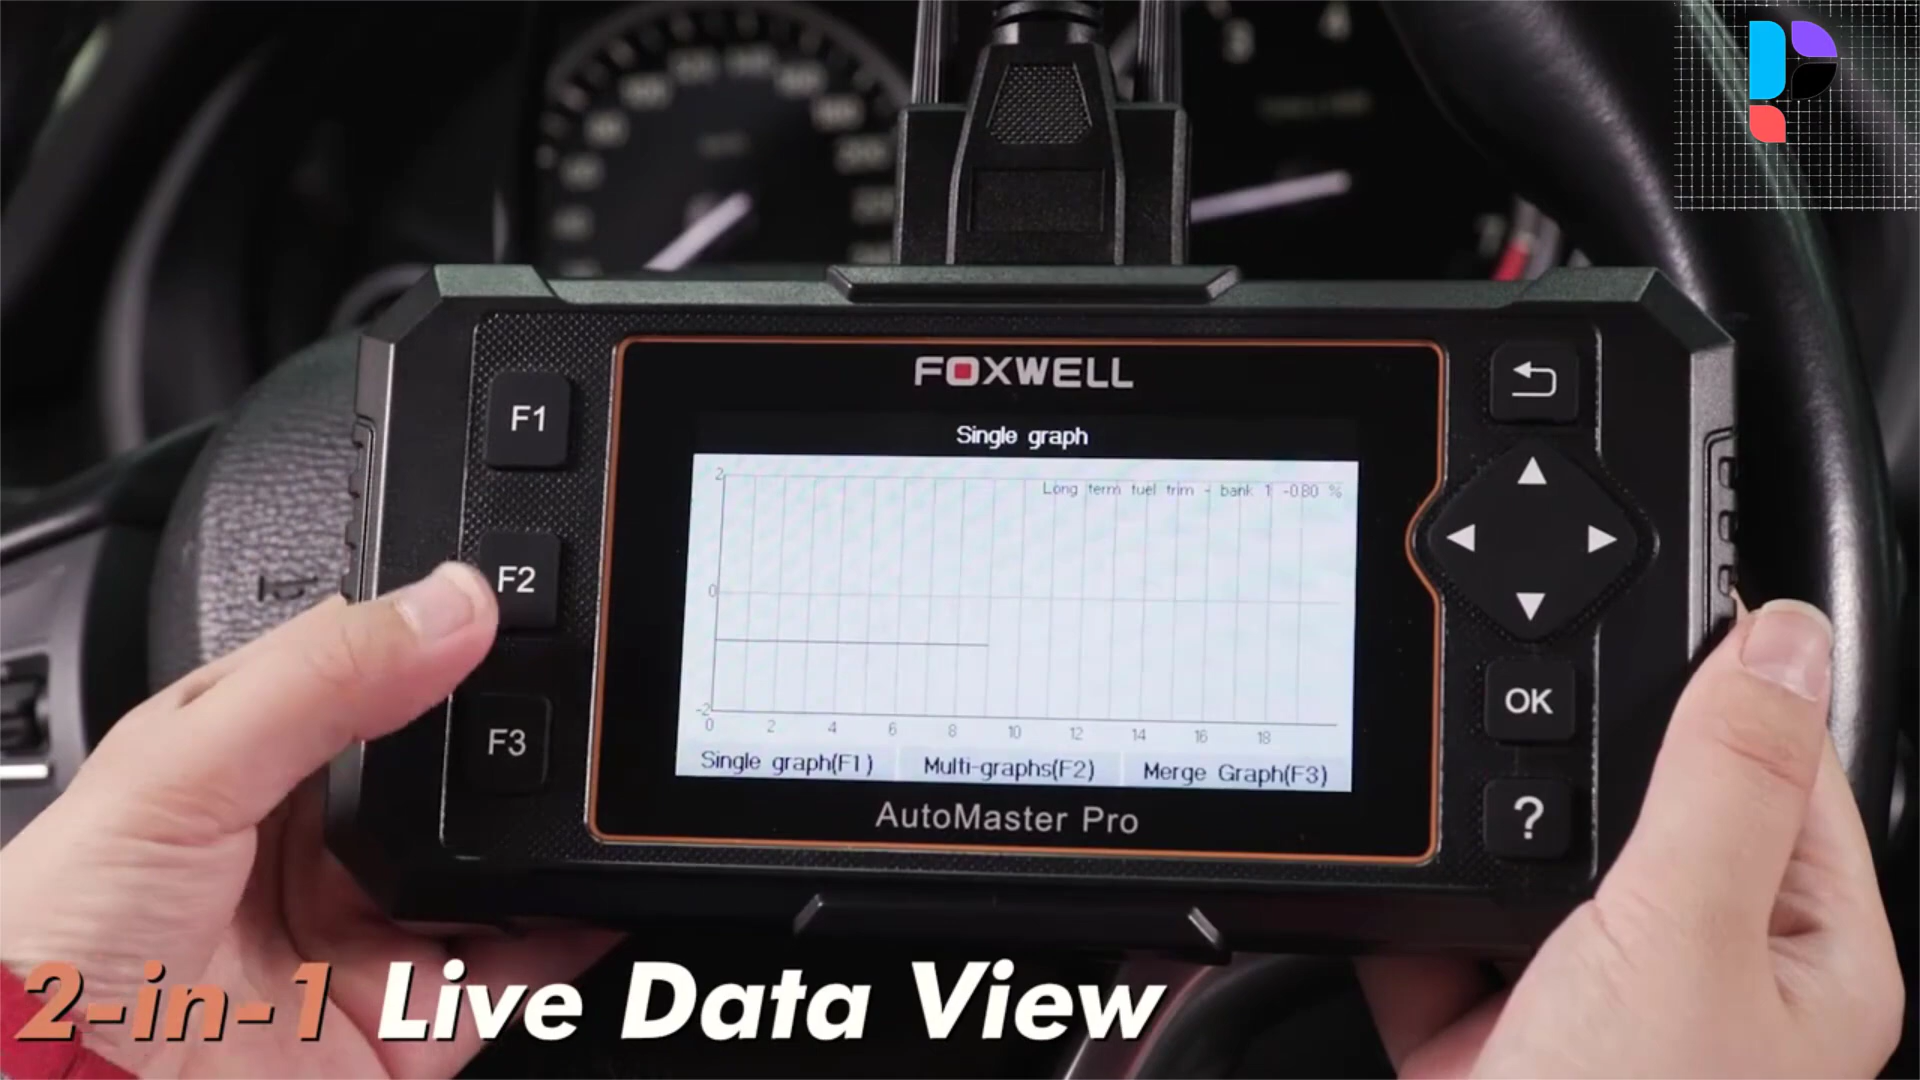 3
4
FOXWELL
F1
Single graph
2
Long term fuel trim - bank 1 -0.80 %
F2
0
OK
F3
-2
0 2 4 6 8 10 12 14 16 18
Single graph(F1) Multi-graphs(F2) Merge Graph(F3)
?
AutoMaster Pro
2-in-1 Live Data View